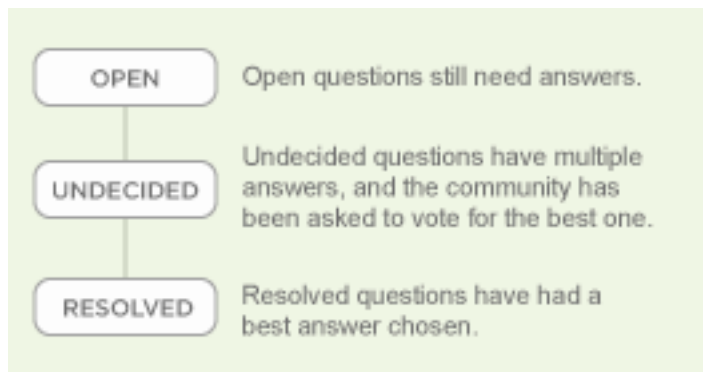 OPEN
Open questions still need answers.
UNDECIDED
Undecided questions have multiple
answers, and the community has
been asked to vote for the best one.
RESOLVED
Resolved questions have had a
best answer chosen.